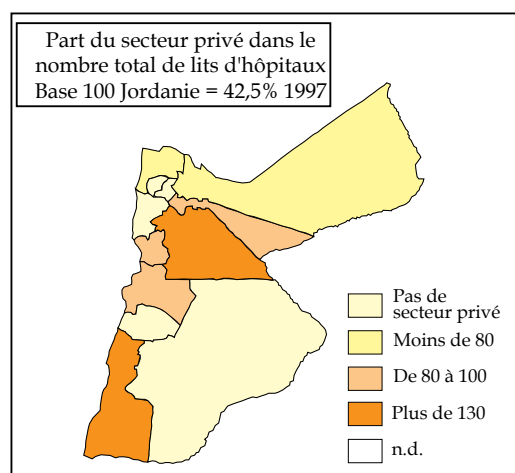 Part du secteur privé dans le
nombre total de lits d'hôpitaux
Base 100 Jordanie = 42,5% 1997
Pas de
secteur privé
Moins de 80
De 80 à 100
Plus de 130
n.d.